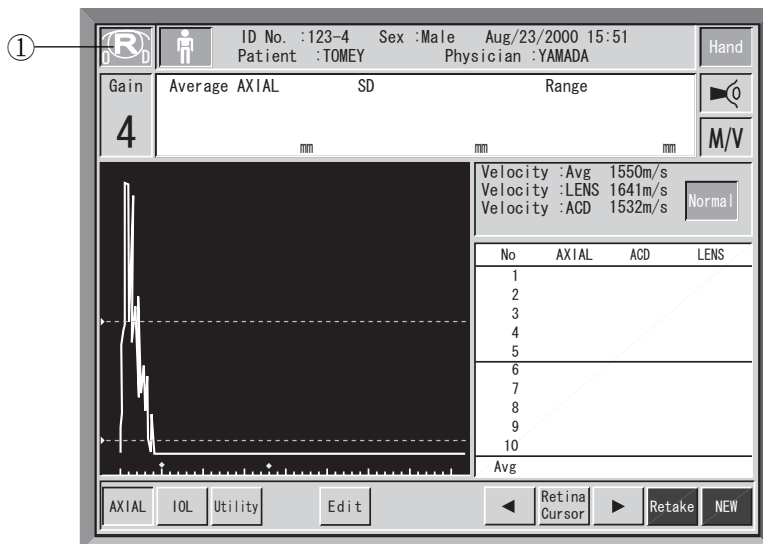 ①
R
O D
ID No. :123-4 Sex :Male Aug/23/2000 15:51
Patient :TOMEY Physician :YAMADA
Hand
Gain
4
Average AXIAL SD Range
mm mm mm
M/V
Velocity :Avg 1550m/s
Velocity :LENS 1641m/s
Velocity :ACD 1532m/s
Normal
No AXIAL ACD LENS
1
2
3
4
5
6
7
8
9
10
Avg
AXIAL IOL Utility Edit ◀ Retina Cursor ▶ Retake NEW